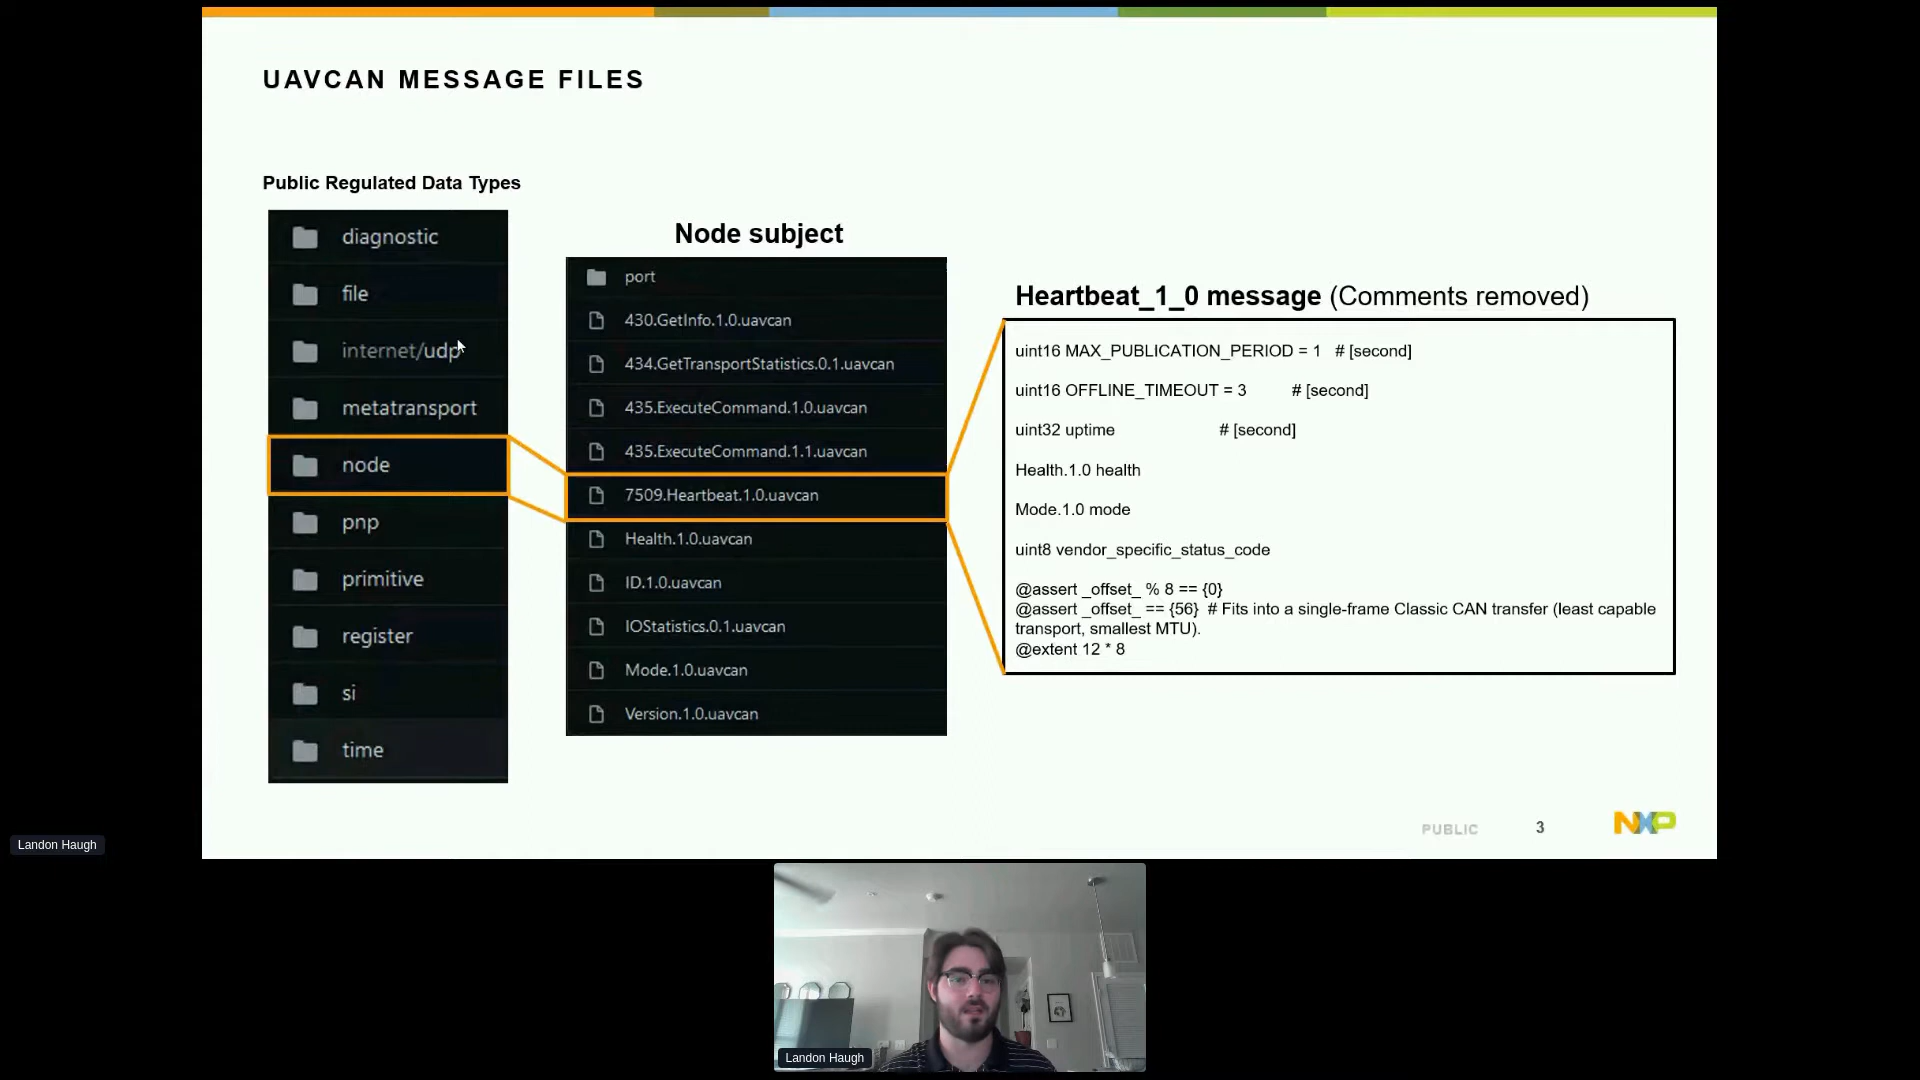 UAVCAN MESSAGE FILES
Public Regulated Data Types
diagnostic
file
internet/udp
metatransport
node
pnp
primitive
register
si
time
Node subject
port
430.GetInfo.1.0.uavcan
434.GetTransportStatistics.0.1.uavcan
435.ExecuteCommand.1.0.uavcan
435.ExecuteCommand.1.1.uavcan
7509.Heartbeat.1.0.uavcan
Health.1.0.uavcan
ID.1.0.uavcan
IOStatistics.0.1.uavcan
Mode.1.0.uavcan
Version.1.0.uavcan
Heartbeat_1_0 message (Comments removed)
uint16 MAX_PUBLICATION_PERIOD = 1 # [second]
uint16 OFFLINE_TIMEOUT = 3 # [second]
uint32 uptime # [second]
Health.1.0 health
Mode.1.0 mode
uint8 vendor_specific_status_code
@assert _offset_ % 8 == {0}
@assert _offset_ == {56} # Fits into a single-frame Classic CAN transfer (least capable
transport, smallest MTU).
@extent 12 * 8
PUBLIC
3
NXP
Landon Haugh
Landon Haugh